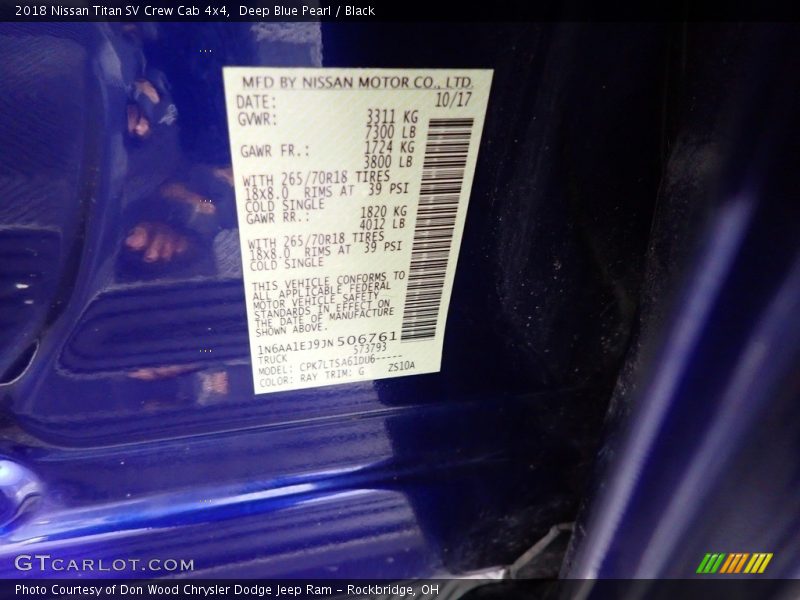 2018 Nissan Titan SV Crew Cab 4x4,  Deep Blue Pearl / Black
MFD BY NISSAN MOTOR CO., LTD.
DATE: 10/17
GVWR: 3311 KG
7300 LB
GAWR FR.: 1724 KG
3800 LB
WITH 265/70R18 TIRES
18X8.0 RIMS AT 39 PSI
COLD SINGLE
GAWR RR.: 1820 KG
4012 LB
WITH 265/70R18 TIRES
18X8.0 RIMS AT 39 PSI
COLD SINGLE
THIS VEHICLE CONFORMS TO
ALL APPLICABLE FEDERAL
MOTOR VEHICLE SAFETY
STANDARDS IN EFFECT ON
THE DATE OF MANUFACTURE
SHOWN ABOVE.
1N6AA1EJ9JN506761
TRUCK 573793
MODEL: CPK7LTSA61DU6-----
COLOR: RAY TRIM: G ZS10A
GTCARLOT.COM
Photo Courtesy of Don Wood Chrysler Dodge Jeep Ram - Rockbridge, OH